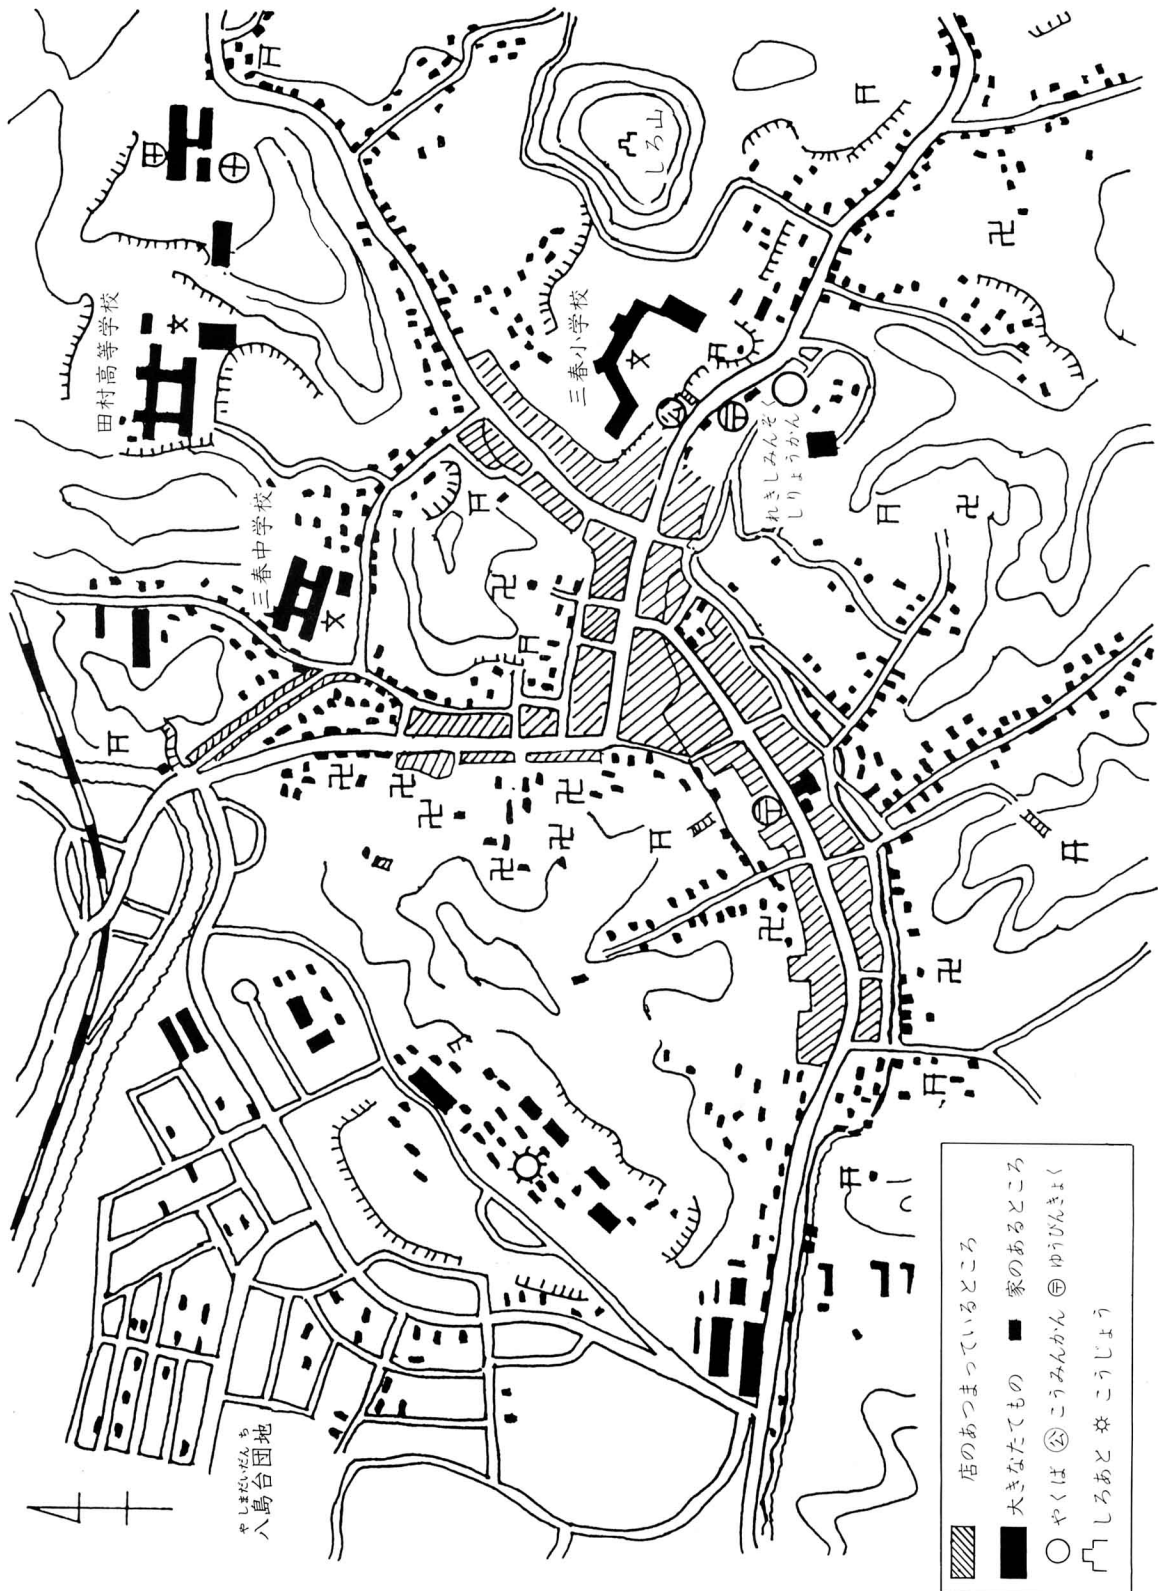 田村高等学校
三春中学校
三春小学校
しろ山
れきしみんぞく
しりょうかん
やしまだいだんち
八島台団地
店のあつまっているところ
大きなたてもの
家のあるところ
やくば
公
こうみんかん
ゆうびんきょく
しろあと
こうじょう